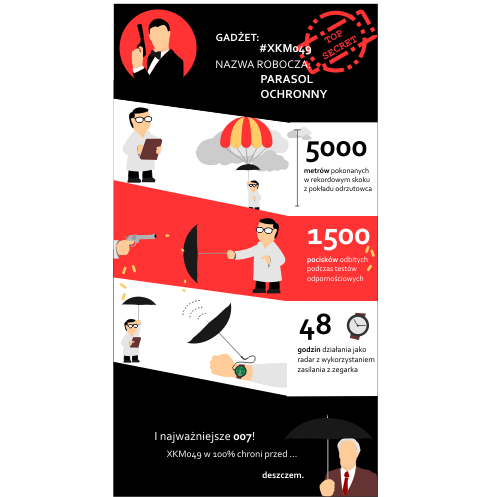 GADŻET:
#XKM049
NAZWA ROBOCZA:
PARASOL
OCHRONNY
TOP
SECRET
5000
metrów pokonanych
w rekordowym skoku
z pokładu odrzutowca
1500
pocisków odbitych
podczas testów
odpornościowych
48
godzin działania jako
radar z wykorzystaniem
zasilania z zegarka
I najważniejsze 007!
XKM049 w 100% chroni przed ...
deszczem.